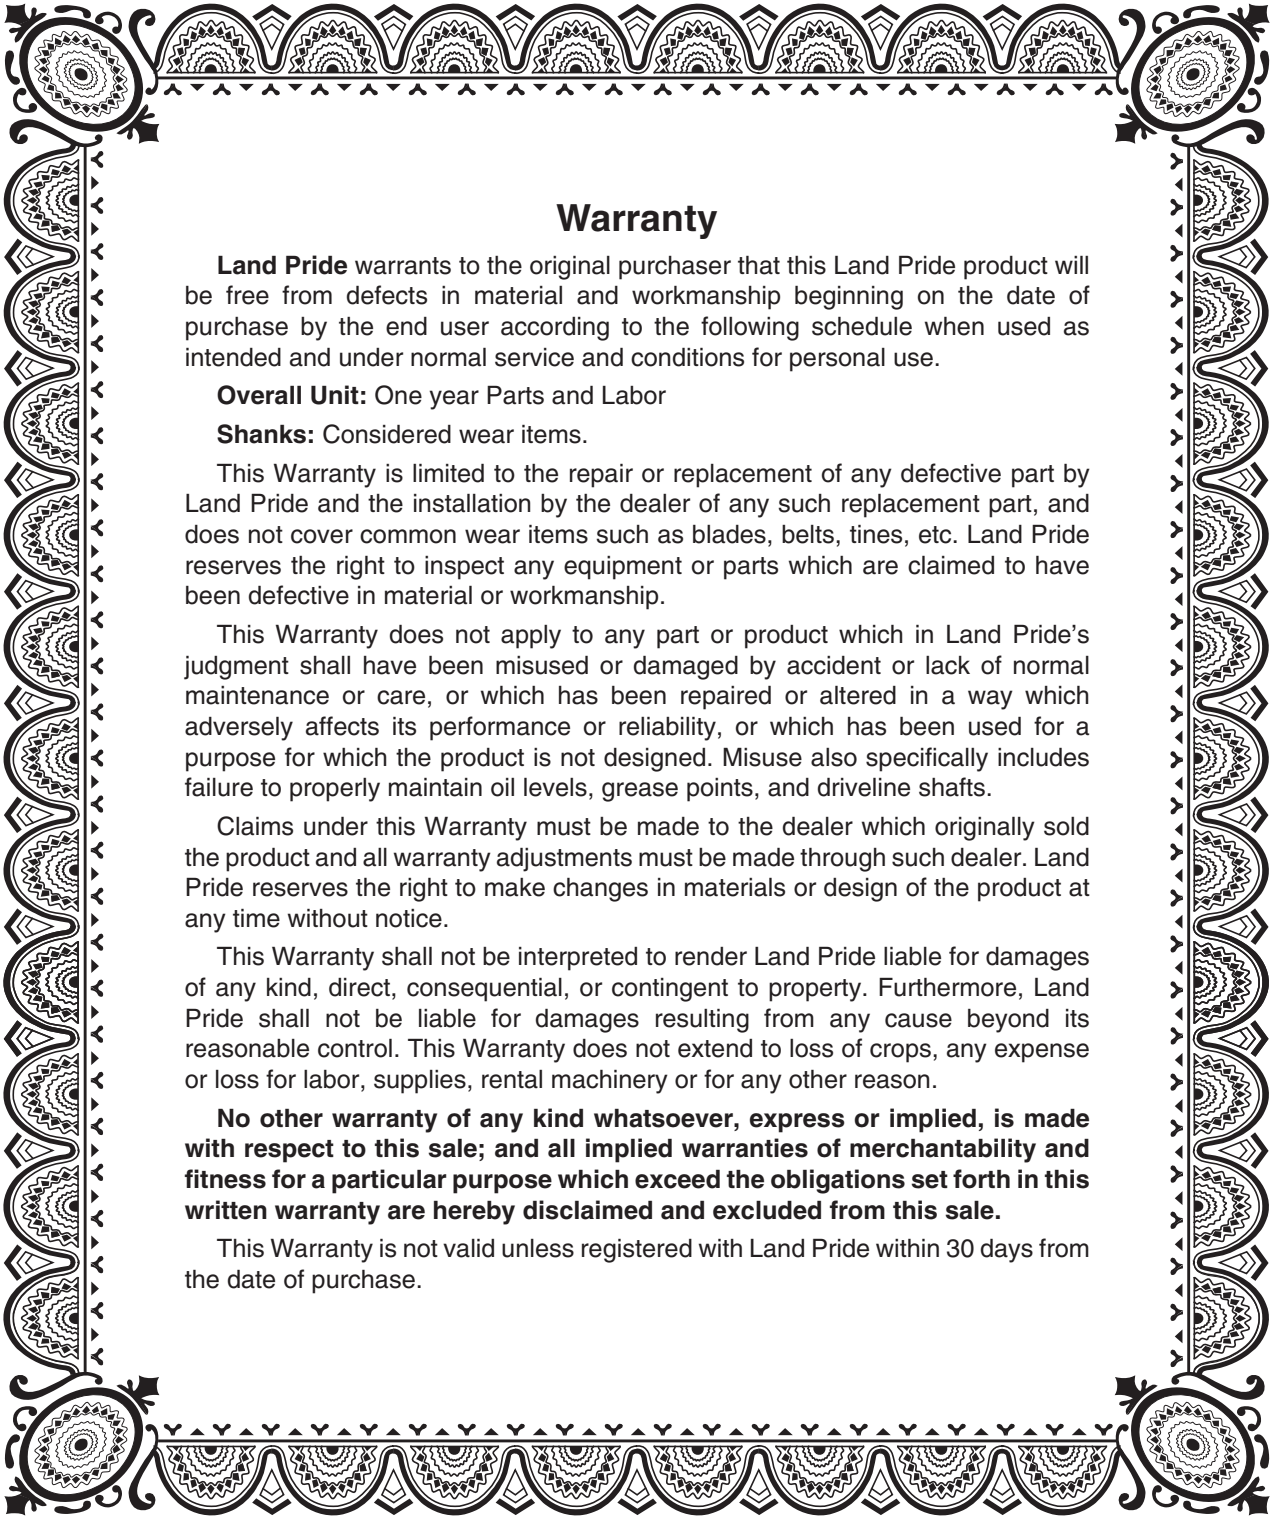 Warranty
Land Pride warrants to the original purchaser that this Land Pride product will
be free from defects in material and workmanship beginning on the date of
purchase by the end user according to the following schedule when used as
intended and under normal service and conditions for personal use.
Overall Unit: One year Parts and Labor
Shanks: Considered wear items.
This Warranty is limited to the repair or replacement of any defective part by
Land Pride and the installation by the dealer of any such replacement part, and
does not cover common wear items such as blades, belts, tines, etc. Land Pride
reserves the right to inspect any equipment or parts which are claimed to have
been defective in material or workmanship.
This Warranty does not apply to any part or product which in Land Pride’s
judgment shall have been misused or damaged by accident or lack of normal
maintenance or care, or which has been repaired or altered in a way which
adversely affects its performance or reliability, or which has been used for a
purpose for which the product is not designed. Misuse also specifically includes
failure to properly maintain oil levels, grease points, and driveline shafts.
Claims under this Warranty must be made to the dealer which originally sold
the product and all warranty adjustments must be made through such dealer. Land
Pride reserves the right to make changes in materials or design of the product at
any time without notice.
This Warranty shall not be interpreted to render Land Pride liable for damages
of any kind, direct, consequential, or contingent to property. Furthermore, Land
Pride shall not be liable for damages resulting from any cause beyond its
reasonable control. This Warranty does not extend to loss of crops, any expense
or loss for labor, supplies, rental machinery or for any other reason.
No other warranty of any kind whatsoever, express or implied, is made
with respect to this sale; and all implied warranties of merchantability and
fitness for a particular purpose which exceed the obligations set forth in this
written warranty are hereby disclaimed and excluded from this sale.
This Warranty is not valid unless registered with Land Pride within 30 days from
the date of purchase.